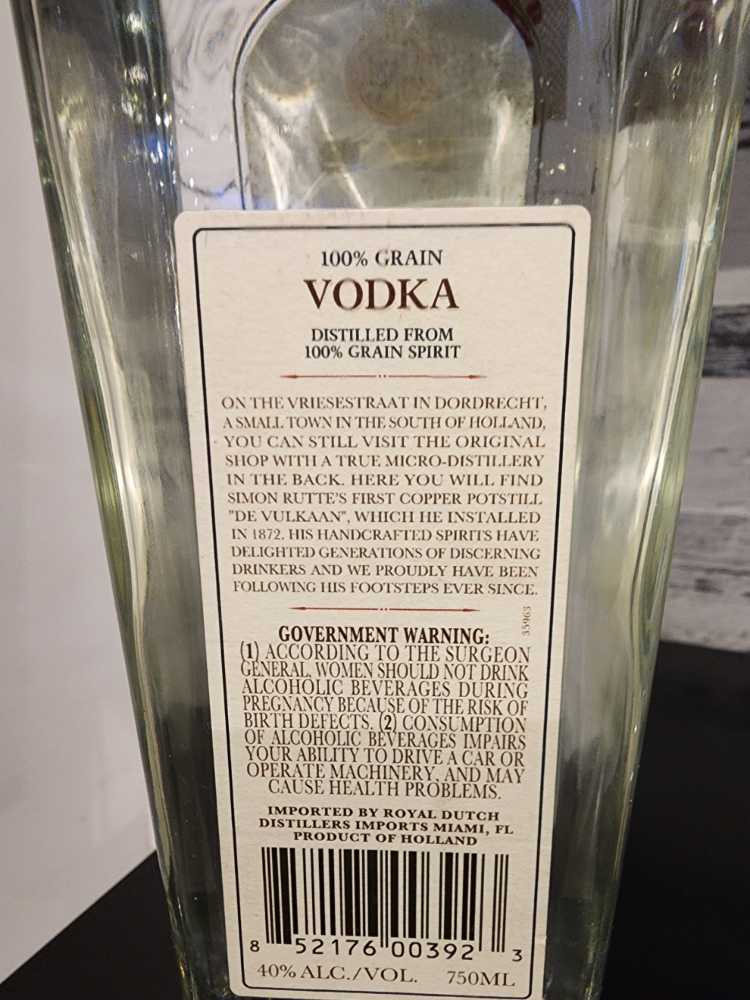 100% GRAIN
VODKA
DISTILLED FROM
100% GRAIN SPIRIT
ON THE VRIESESTRAAT IN DORDRECHT,
A SMALL TOWN IN THE SOUTH OF HOLLAND,
YOU CAN STILL VISIT THE ORIGINAL
SHOP WITH A TRUE MICRO-DISTILLERY
IN THE BACK. HERE YOU WILL FIND
SIMON RUTTE'S FIRST COPPER POTSTILL
"DE VULKAAN", WHICH HE INSTALLED
IN 1872. HIS HANDCRAFTED SPIRITS HAVE
DELIGHTED GENERATIONS OF DISCERNING
DRINKERS AND WE PROUDLY HAVE BEEN
FOLLOWING HIS FOOTSTEPS EVER SINCE.
35963
GOVERNMENT WARNING:
(1) ACCORDING TO THE SURGEON
GENERAL, WOMEN SHOULD NOT DRINK
ALCOHOLIC BEVERAGES DURING
PREGNANCY BECAUSE OF THE RISK OF
BIRTH DEFECTS. (2) CONSUMPTION
OF ALCOHOLIC BEVERAGES IMPAIRS
YOUR ABILITY TO DRIVE A CAR OR
OPERATE MACHINERY, AND MAY
CAUSE HEALTH PROBLEMS.
IMPORTED BY ROYAL DUTCH
DISTILLERS IMPORTS MIAMI, FL
PRODUCT OF HOLLAND
8 52176 00392 3
40% ALC./VOL. 750ML